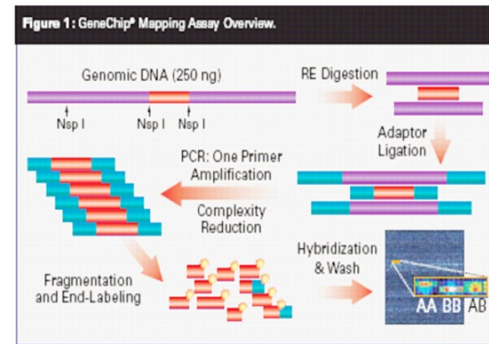 Figure 1: GeneChip® Mapping Assay Overview.
Genomic DNA (250 ng)
RE Digestion
Nsp I
Nsp I
Nsp I
Adaptor
Ligation
PCR: One Primer
Amplification
Complexity
Reduction
Hybridization
& Wash
Fragmentation
and End-Labeling
AA BB AB